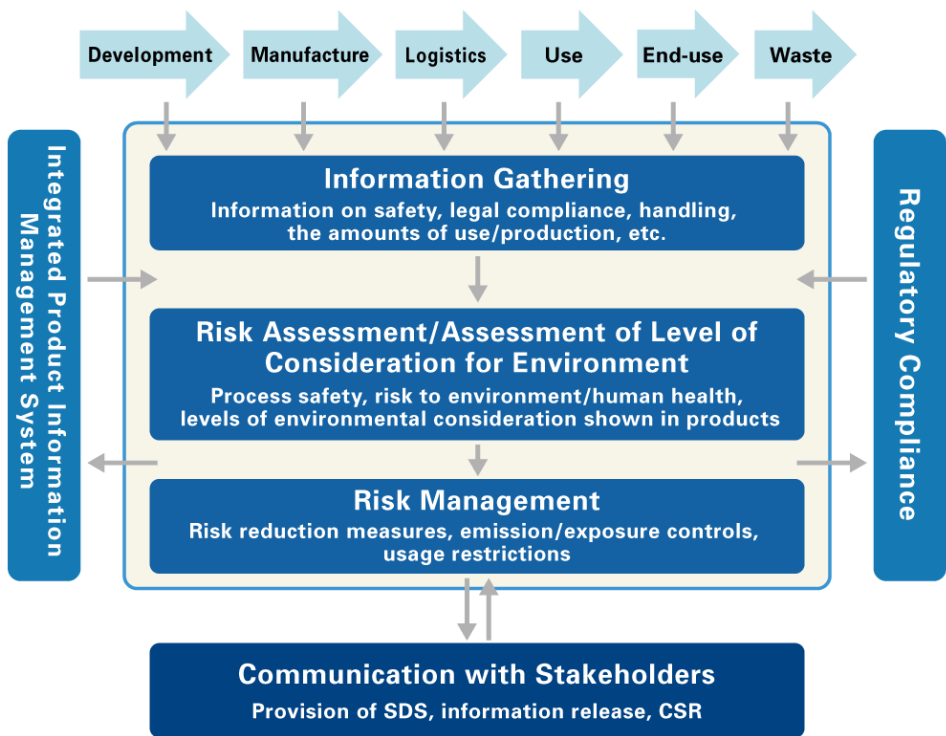 Development
Manufacture
Logistics
Use
End-use
Waste
Integrated Product Information
Management System
Information Gathering
Information on safety, legal compliance, handling,
the amounts of use/production, etc.
Risk Assessment/Assessment of Level of
Consideration for Environment
Process safety, risk to environment/human health,
levels of environmental consideration shown in products
Risk Management
Risk reduction measures, emission/exposure controls,
usage restrictions
Regulatory Compliance
Communication with Stakeholders
Provision of SDS, information release, CSR